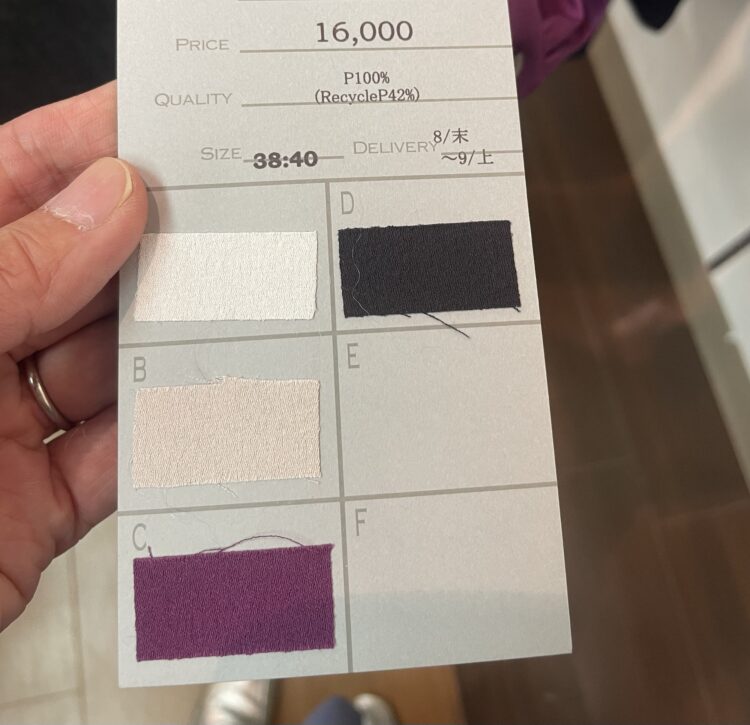 PRICE 16,000
QUALITY P100%
(RecycleP42%)
SIZE 38:40 DELIVERY 8/末
～9/上
D
B
E
C
F